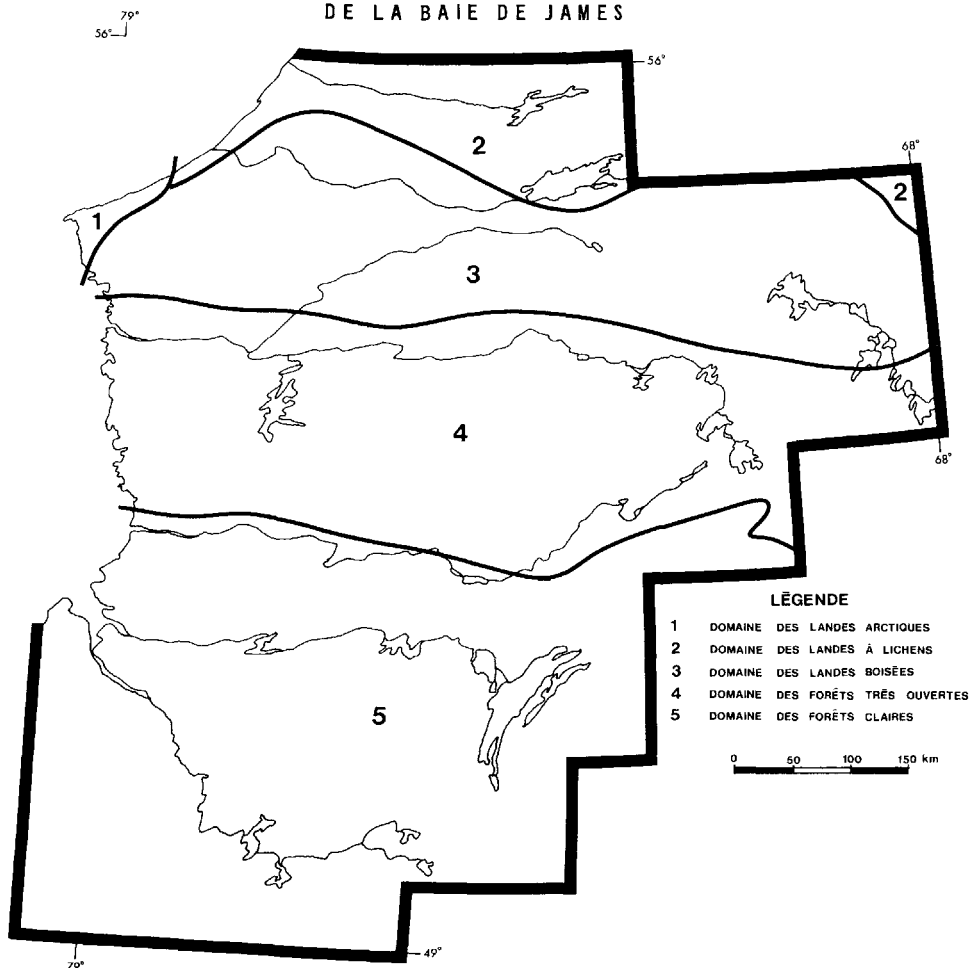 DE LA BAIE DE JAMES
79°
56°
56°
2
68°
2
1
3
4
68°
LĒGENDE
1 DOMAINE DES LANDES ARCTIQUES
2 DOMAINE DES LANDES À LICHENS
3 DOMAINE DES LANDES BOISÉES
4 DOMAINE DES FORÊTS TRÈS OUVERTES
5 DOMAINE DES FORÊTS CLAIRES
5
0 50 100 150 km
79°
49°